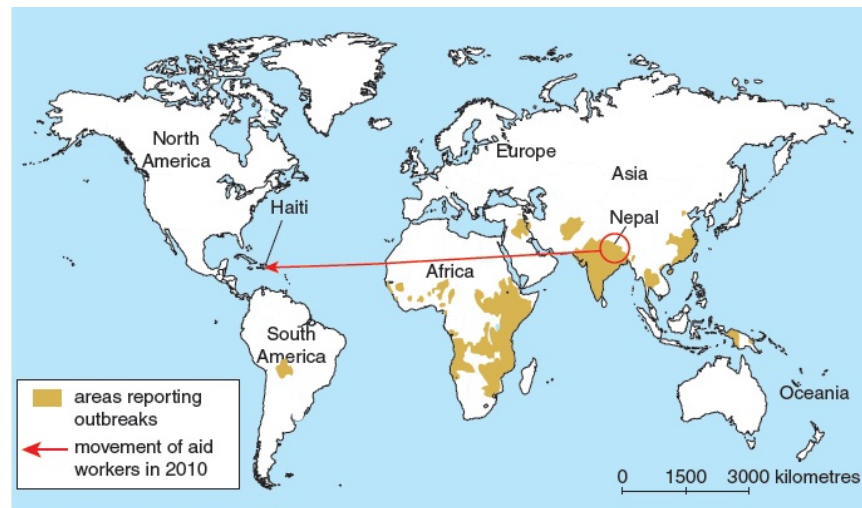 North
America
Europe
Asia
Haiti
Nepal
Africa
South
America
Oceania
areas reporting
outbreaks
movement of aid
workers in 2010
0 1500 3000 kilometres